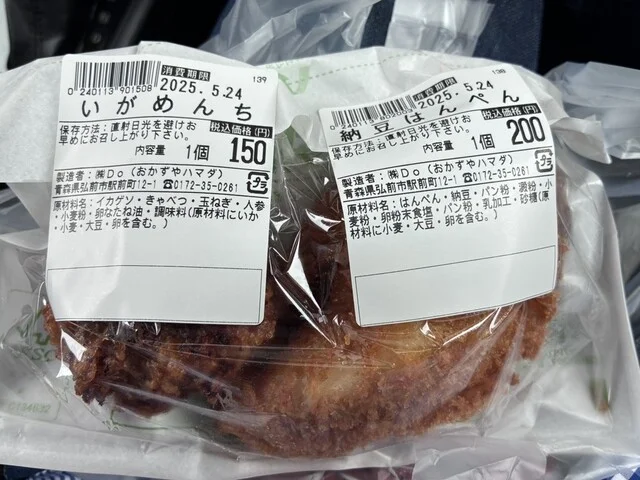 0 240113 901508
消費期限
139
2025. 5.24
いがめんち
保存方法：直射日光を避けお
早めにお召し上がり下さい。
税込価格(円)
内容量 1個 150
製造者：㈱Do（おかずやハマダ）
青森県弘前市駅前町12-1 ☎0172-35-0261
プラ
原材料名：イカゲソ・きゃべつ・玉ねぎ・人参
・小麦粉・卵なたね油・調味料(原材料にいか
・小麦・大豆・卵を含む。)
消費期限
139
2025. 5.24
納豆はんぺん
保存方法：直射日光を避けお
早めにお召し上がり下さい。
税込価格(円)
内容量 1個 200
製造者：㈱Do（おかずやハマダ）
青森県弘前市駅前町12-1 ☎0172-35-0261
プラ
原材料名：はんぺん・納豆・パン粉・澱粉・小
麦粉・卵粉末食塩・パン粉・乳加工・砂糖(原
材料に小麦・大豆・卵を含む。)